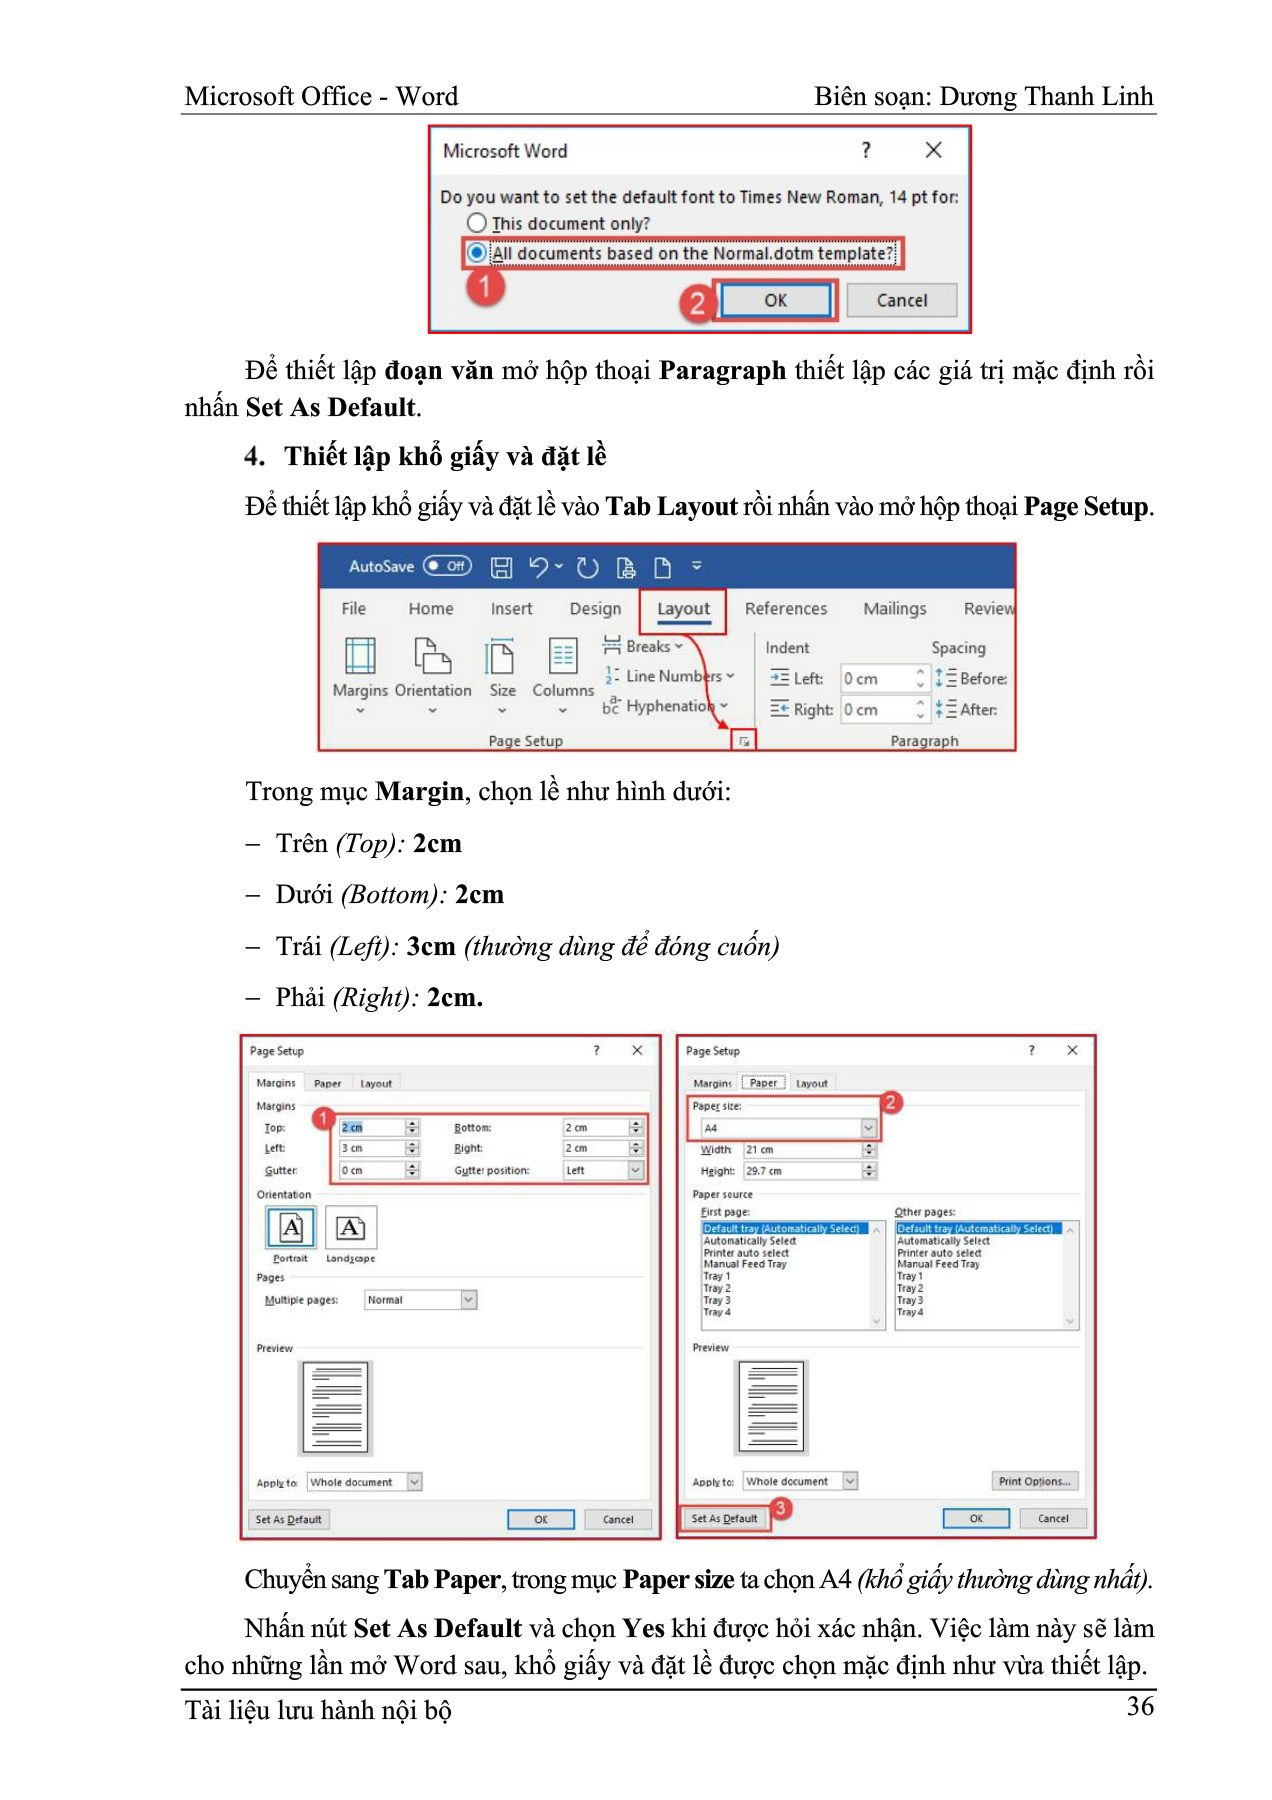 Microsoft Office - Word Biên soạn: Dương Thanh Linh
Microsoft Word ?
Do you want to set the default font to Times New Roman, 14 pt for:
This document only?
All documents based on the Normal.dotm template?
1
2 OK Cancel
Để thiết lập đoạn văn mở hộp thoại Paragraph thiết lập các giá trị mặc định rồi
nhấn Set As Default.
4. Thiết lập khổ giấy và đặt lề
Để thiết lập khổ giấy và đặt lề vào Tab Layout rồi nhấn vào mở hộp thoại Page Setup.
AutoSave Off
File Home Insert Design Layout References Mailings Review
Breaks Indent Spacing
Line Numbers Left: 0 cm Before:
Margins Orientation Size Columns
Hyphenation Right: 0 cm After:
Page Setup Paragraph
Trong mục Margin, chọn lề như hình dưới:
– Trên (Top): 2cm
– Dưới (Bottom): 2cm
– Trái (Left): 3cm (thường dùng để đóng cuốn)
– Phải (Right): 2cm.
Page Setup ?
Margins Paper Layout
Margins
1
Top: 2 cm Bottom: 2 cm
Left: 3 cm Right: 2 cm
Gutter: 0 cm Gutter position: Left
Orientation
A A
Portrait Landscape
Pages
Multiple pages: Normal
Preview
Apply to: Whole document
Set As Default OK Cancel
Page Setup ?
Margins Paper Layout
Paper size: 2
A4
Width: 21 cm
Height: 29.7 cm
Paper source
First page: Other pages:
Default tray (Automatically Select) Default tray (Automatically Select)
Automatically Select Automatically Select
Printer auto select Printer auto select
Manual Feed Tray Manual Feed Tray
Tray 1 Tray 1
Tray 2 Tray 2
Tray 3 Tray 3
Tray 4 Tray 4
Preview
Apply to: Whole document Print Options...
Set As Default 3 OK Cancel
Chuyển sang Tab Paper, trong mục Paper size ta chọn A4 (khổ giấy thường dùng nhất).
Nhấn nút Set As Default và chọn Yes khi được hỏi xác nhận. Việc làm này sẽ làm
cho những lần mở Word sau, khổ giấy và đặt lề được chọn mặc định như vừa thiết lập.
Tài liệu lưu hành nội bộ 36